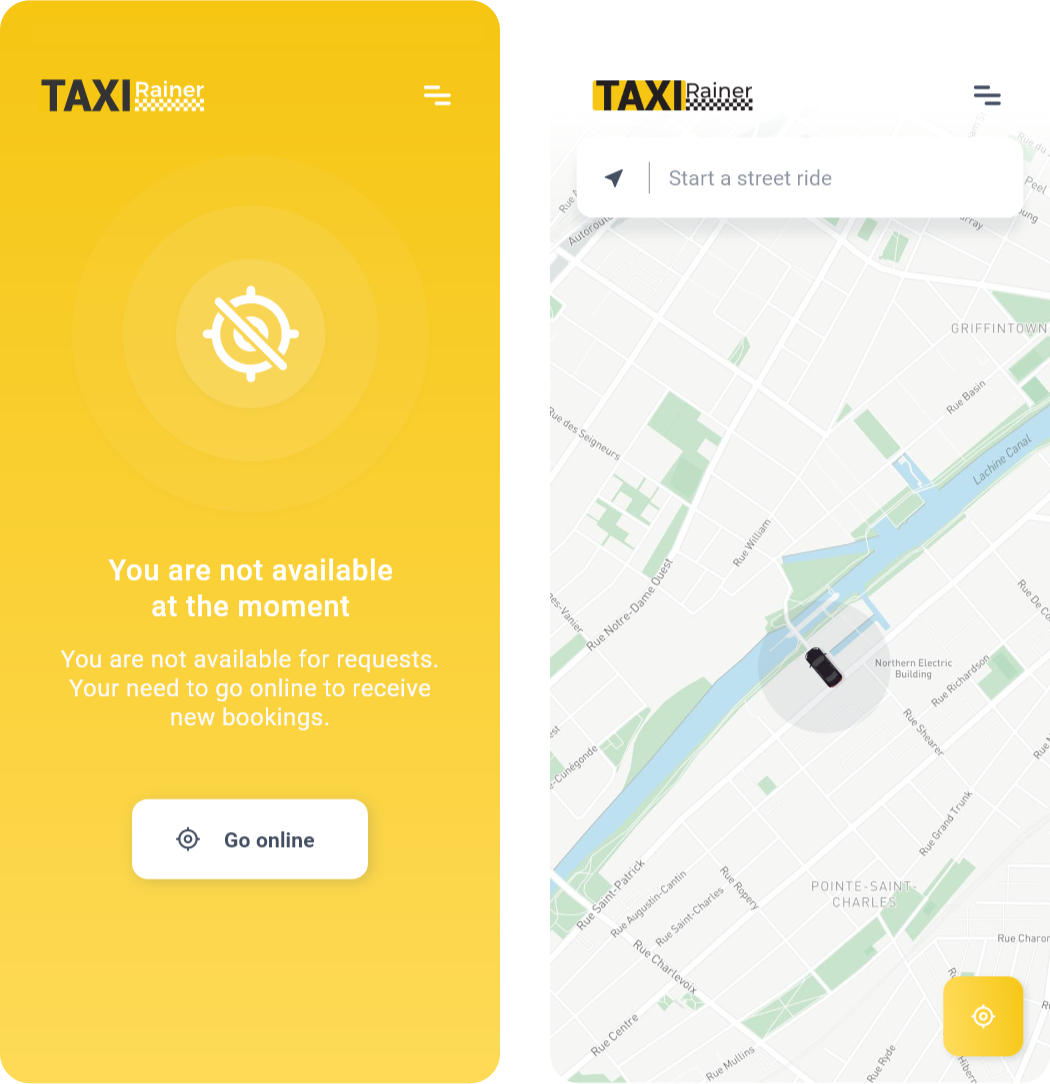 TAXI Rainer
You are not available
at the moment
You are not available for requests.
Your need to go online to receive
new bookings.
Go online
TAXI Rainer
Start a street ride
Rue du
Peel
Autoroute
GRIFFINTOWN
Rue Basin
Rue des Seigneurs
Lachine Canal
Rue William
Rue Notre-Dame Ouest
Northern Electric
Building
Rue Richardson
Rue Shearer
Rue Grand Trunk
POINTE-SAINT-
CHARLES
Rue Saint-Patrick
Rue Augustin-Cantin
Rue Saint-Charles
Rue Ropery
Rue Charlevoix
Rue Charon
Rue Centre
Rue Mullins
Rue Ryde